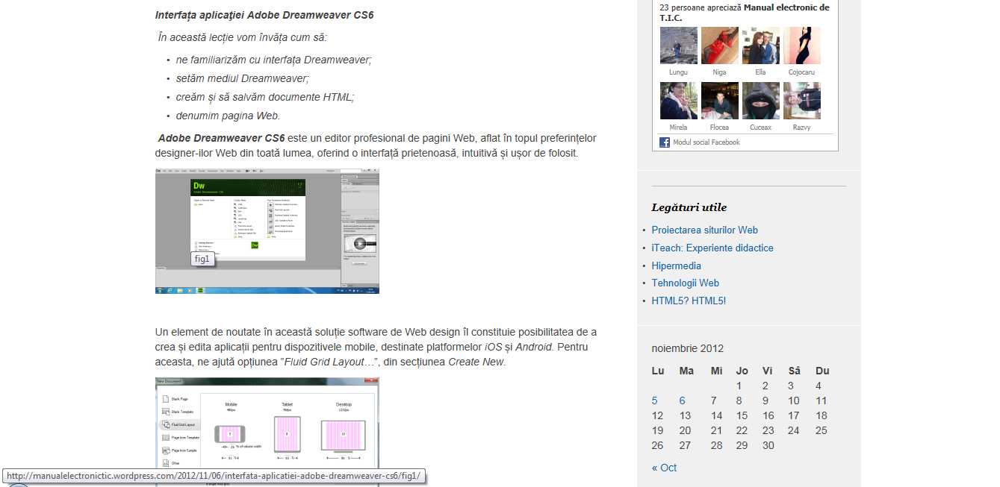 Interfața aplicaţiei Adobe Dreamweaver CS6
În această lecție vom învăța cum să:
• ne familiarizăm cu interfața Dreamweaver;
• setăm mediul Dreamweaver;
• creăm și să salvăm documente HTML;
• denumim pagina Web.
Adobe Dreamweaver CS6 este un editor profesional de pagini Web, aflat în topul preferințelor
designer-ilor Web din toată lumea, oferind o interfață prietenoasă, intuitivă și ușor de folosit.
Dw
fig1
Un element de noutate în această soluție software de Web design îl constituie posibilitatea de a
crea și edita aplicații pentru dispozitivele mobile, destinate platformelor iOS și Android. Pentru
aceasta, ne ajută opțiunea ”Fluid Grid Layout…”, din secțiunea Create New.
New Document
Blank Page
Blank Template
Fluid Grid Layout
Page from Template
Page from Sample
Other
Mobile
480px
Tablet
768px
Desktop
1232px
% of column width
http://manualelectronictic.wordpress.com/2012/11/06/interfata-aplicatiei-adobe-dreamweaver-cs6/fig1/
23 persoane apreciază Manual electronic de
T.I.C.
Lungu Niga Ella Cojocaru
Mirela Flocea Cuceax Razvy
Modul social Facebook
Legături utile
• Proiectarea siturilor Web
• iTeach: Experiente didactice
• Hipermedia
• Tehnologii Web
• HTML5? HTML5!
noiembrie 2012
Lu Ma Mi Jo Vi Sâ Du
1 2 3 4
5 6 7 8 9 10 11
12 13 14 15 16 17 18
19 20 21 22 23 24 25
26 27 28 29 30
« Oct